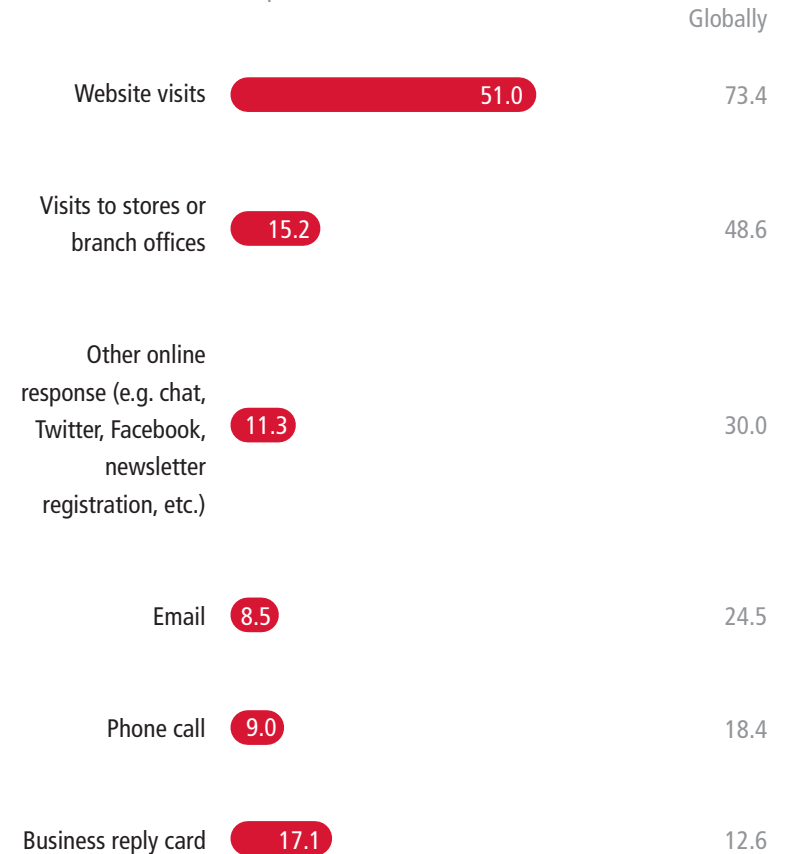 Globally
Website visits 51.0 73.4
Visits to stores or
branch offices 15.2 48.6
Other online
response (e.g. chat,
Twitter, Facebook, 11.3 30.0
newsletter
registration, etc.)
Email 8.5 24.5
Phone call 9.0 18.4
Business reply card 17.1 12.6